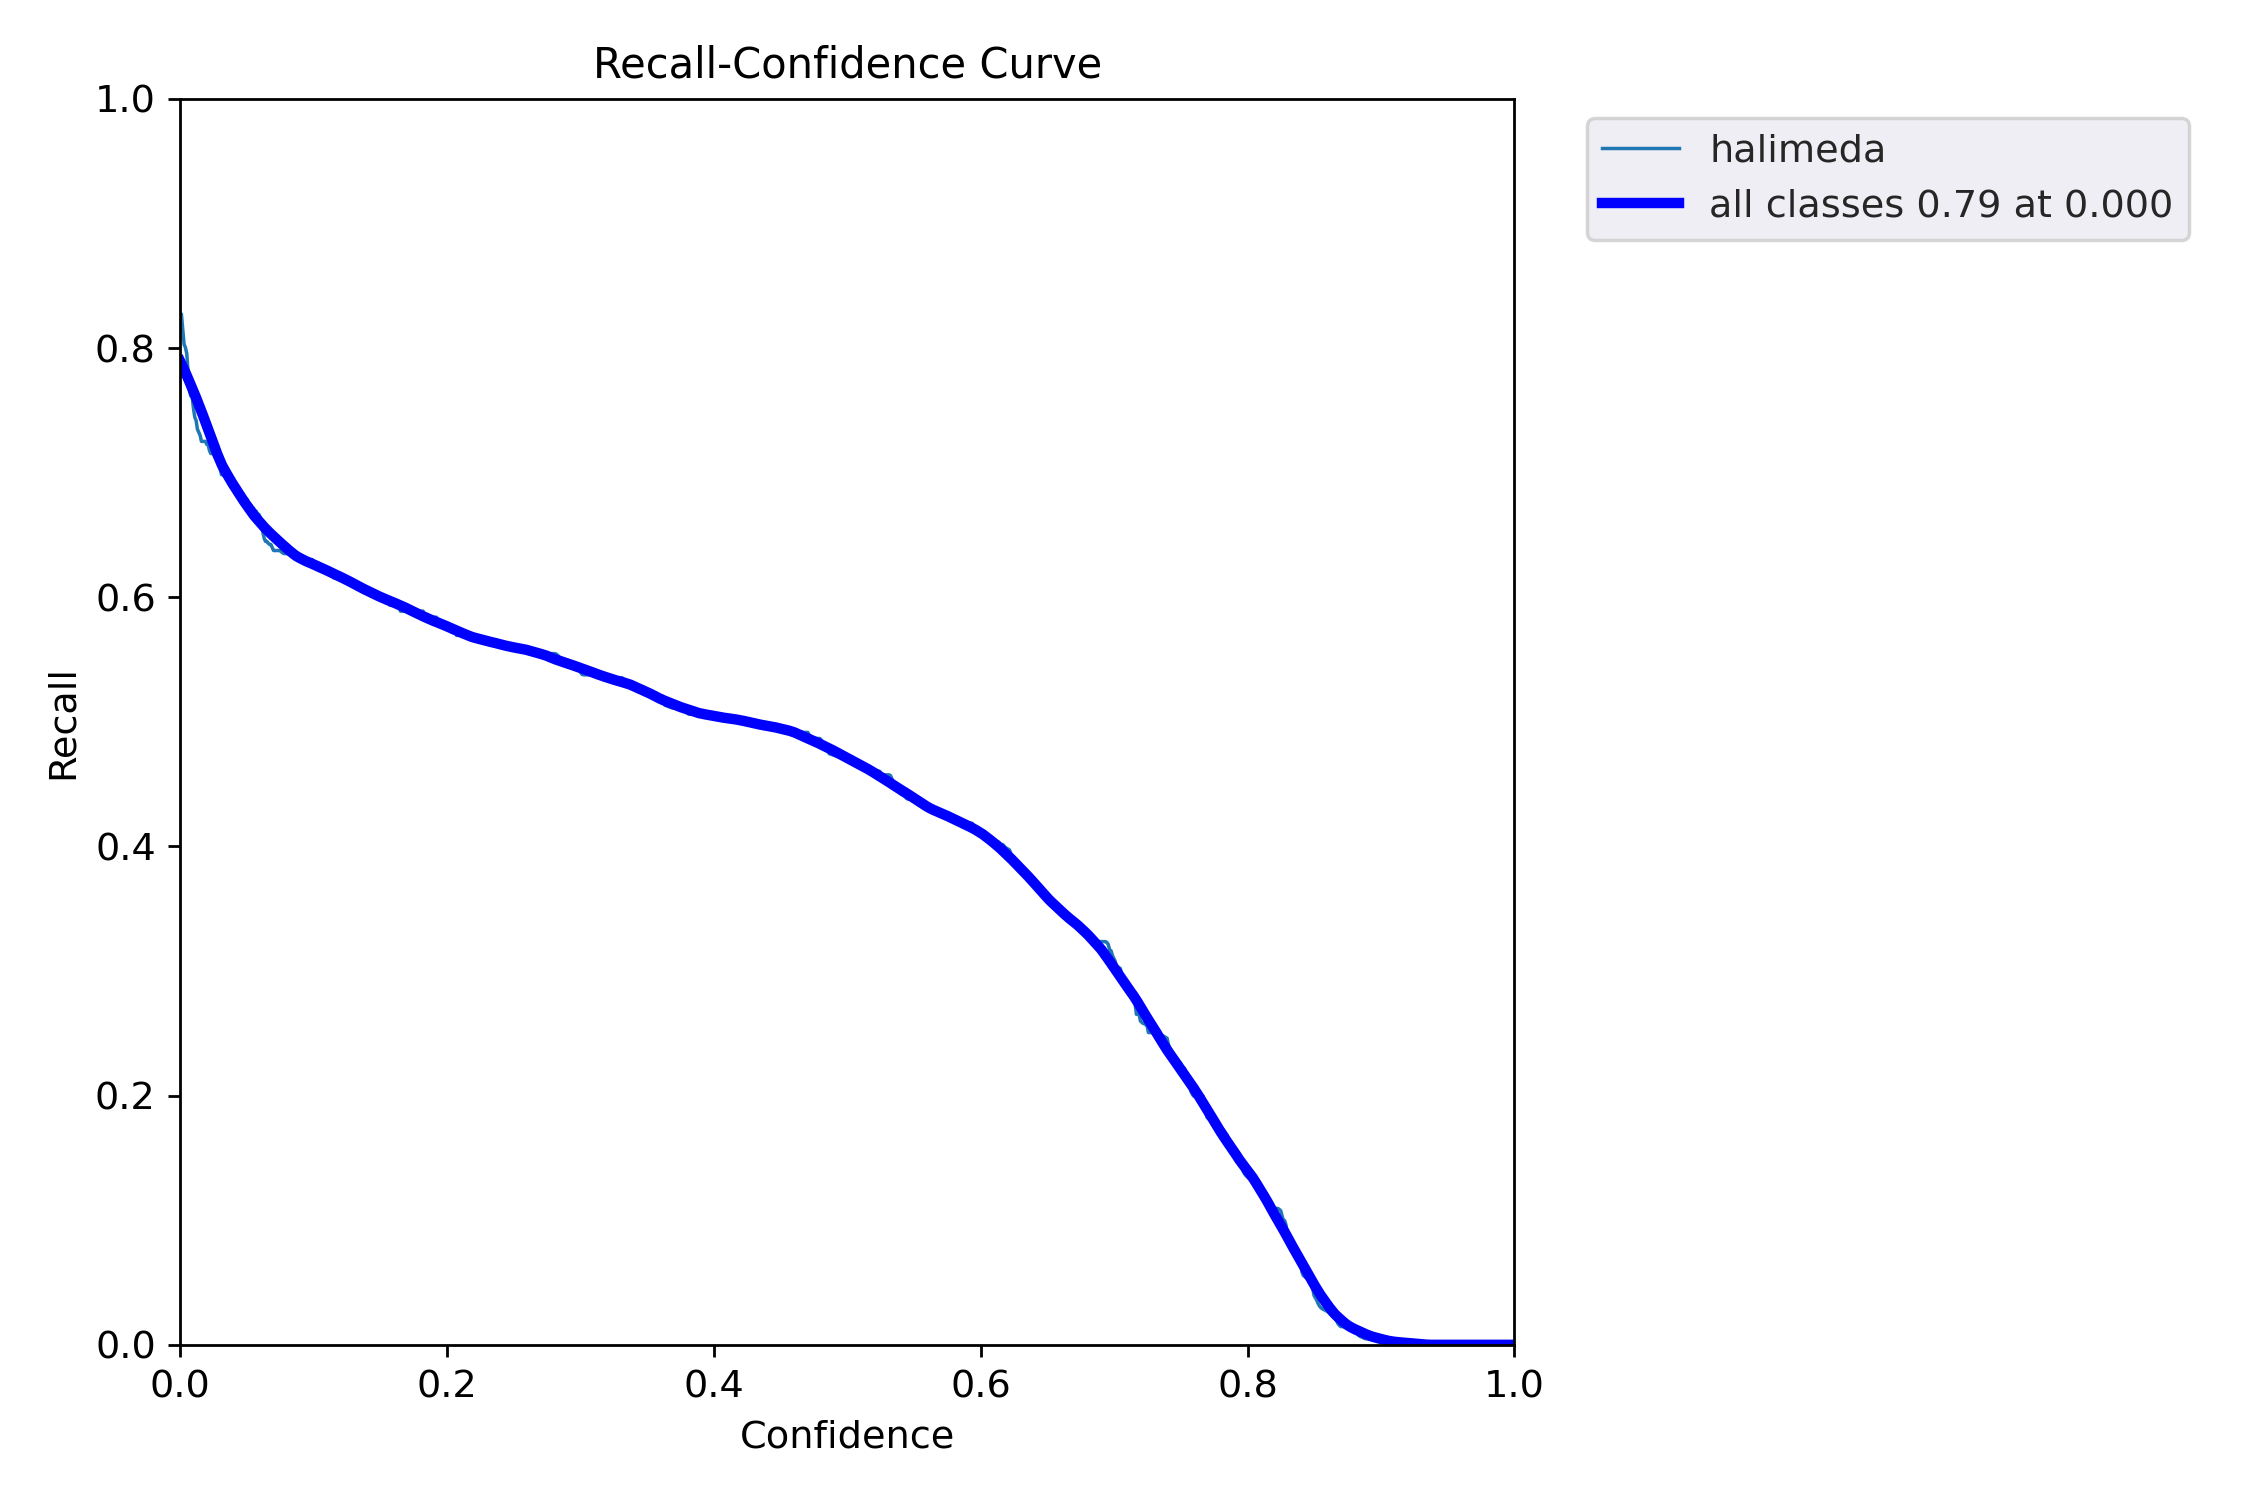 Recall-Confidence Curve
1.0
0.8
0.6
0.4
0.2
0.0
Recall
0.0 0.2 0.4 0.6 0.8 1.0
Confidence
halimeda
all classes 0.79 at 0.000